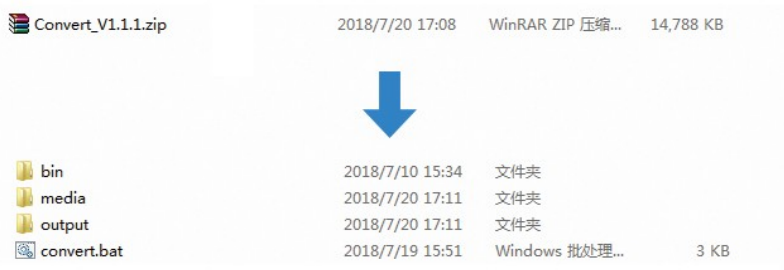 Convert_V1.1.1.zip 2018/7/20 17:08 WinRAR ZIP 压缩... 14,788 KB
bin 2018/7/10 15:34 文件夹
media 2018/7/20 17:11 文件夹
output 2018/7/20 17:11 文件夹
convert.bat 2018/7/19 15:51 Windows 批处理... 3 KB